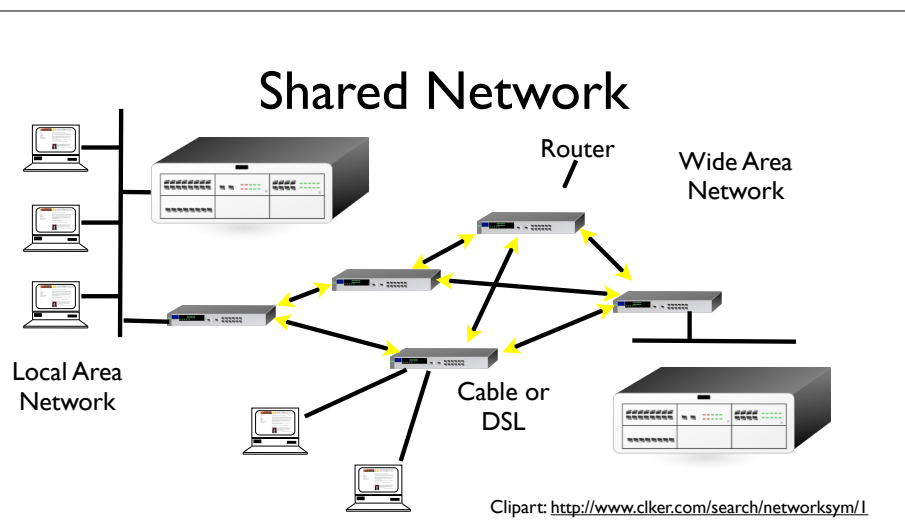 Shared Network
Router
Wide Area
Network
Local Area
Network
Cable or
DSL
Clipart: http://www.clker.com/search/networksym/1